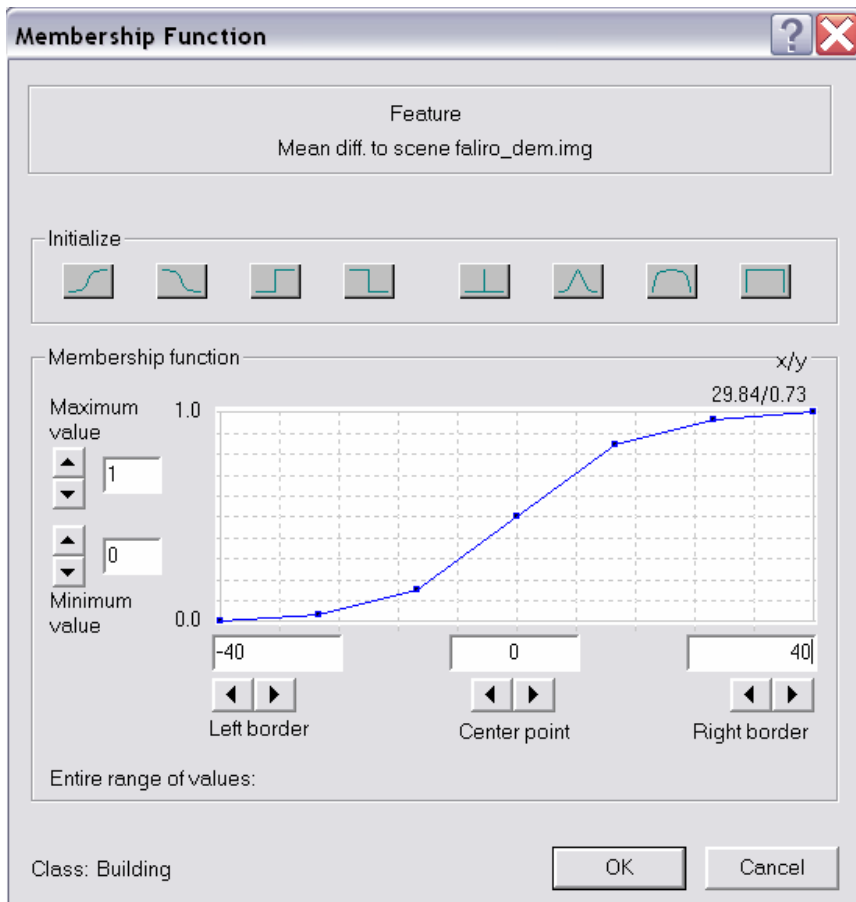 Membership Function
Feature
Mean diff. to scene faliro_dem.img
Initialize
Membership function
x/y
29.84/0.73
Maximum
value
1.0
1
0
Minimum
value
0.0
-40
0
40
Left border
Center point
Right border
Entire range of values:
Class: Building
OK
Cancel